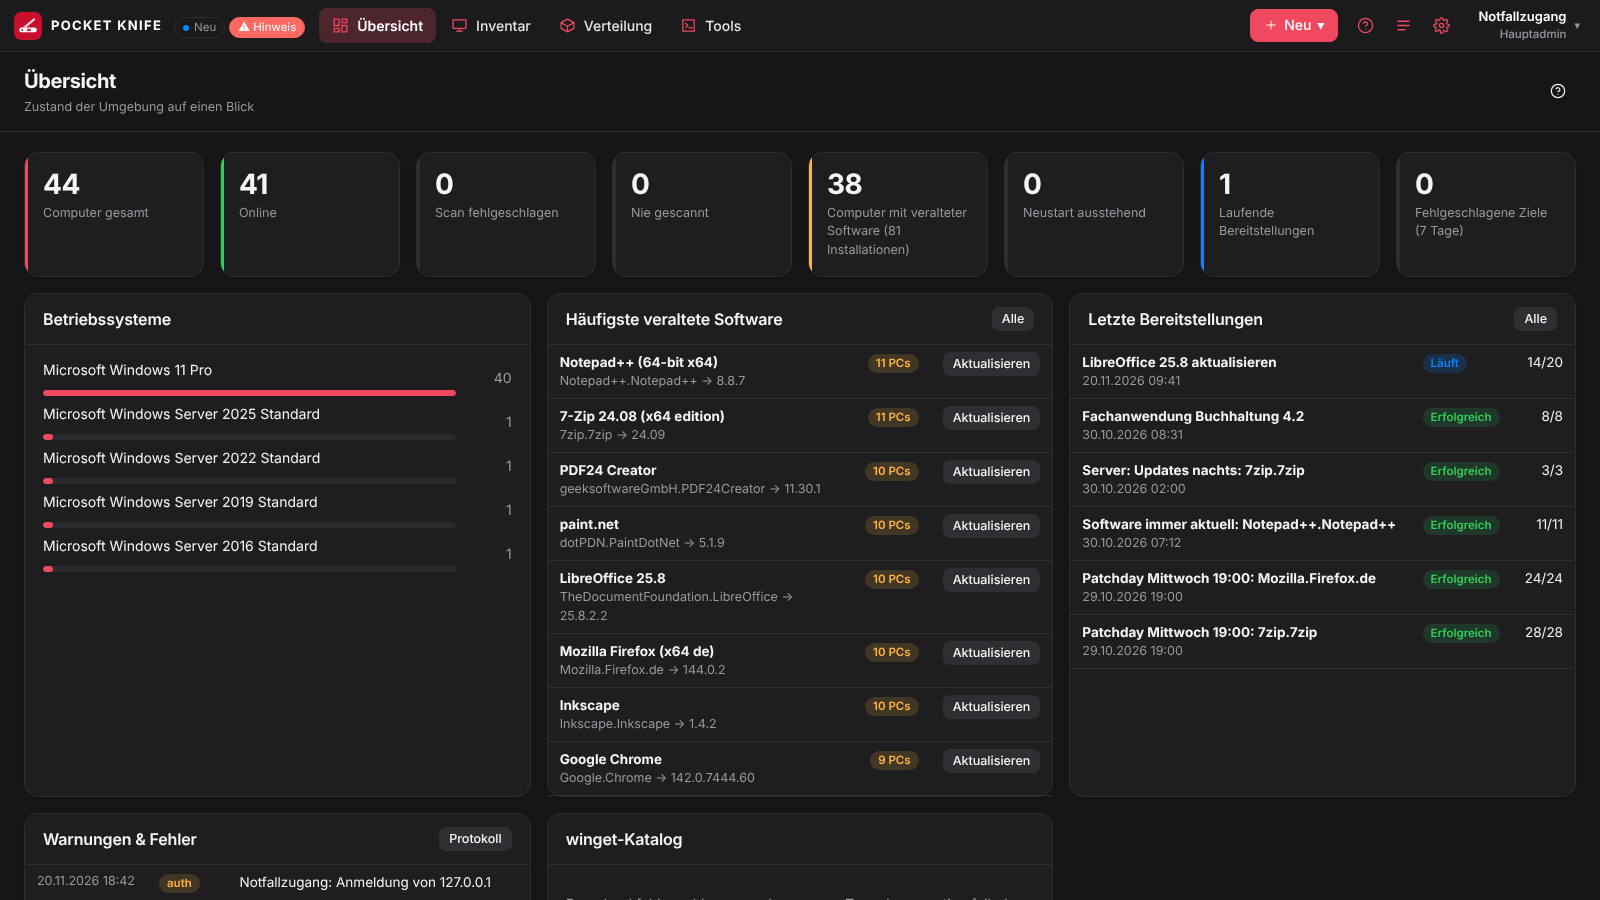 POCKET KNIFE
Neu
Hinweis
Übersicht
Inventar
Verteilung
Tools
+ Neu ▾
Notfallzugang
Hauptadmin
Übersicht
Zustand der Umgebung auf einen Blick
44
Computer gesamt
41
Online
0
Scan fehlgeschlagen
0
Nie gescannt
38
Computer mit veralteter
Software (81
Installationen)
0
Neustart ausstehend
1
Laufende
Bereitstellungen
0
Fehlgeschlagene Ziele
(7 Tage)
Betriebssysteme
Microsoft Windows 11 Pro
40
Microsoft Windows Server 2025 Standard
1
Microsoft Windows Server 2022 Standard
1
Microsoft Windows Server 2019 Standard
1
Microsoft Windows Server 2016 Standard
1
Häufigste veraltete Software
Alle
Notepad++ (64-bit x64)
11 PCs
Aktualisieren
Notepad++.Notepad++ → 8.8.7
7-Zip 24.08 (x64 edition)
11 PCs
Aktualisieren
7zip.7zip → 24.09
PDF24 Creator
10 PCs
Aktualisieren
geeksoftwareGmbH.PDF24Creator → 11.30.1
paint.net
10 PCs
Aktualisieren
dotPDN.PaintDotNet → 5.1.9
LibreOffice 25.8
10 PCs
Aktualisieren
TheDocumentFoundation.LibreOffice →
25.8.2.2
Mozilla Firefox (x64 de)
10 PCs
Aktualisieren
Mozilla.Firefox.de → 144.0.2
Inkscape
10 PCs
Aktualisieren
Inkscape.Inkscape → 1.4.2
Google Chrome
9 PCs
Aktualisieren
Google.Chrome → 142.0.7444.60
Letzte Bereitstellungen
Alle
LibreOffice 25.8 aktualisieren
Läuft
14/20
20.11.2026 09:41
Fachanwendung Buchhaltung 4.2
Erfolgreich
8/8
30.10.2026 08:31
Server: Updates nachts: 7zip.7zip
Erfolgreich
3/3
30.10.2026 02:00
Software immer aktuell: Notepad++.Notepad++
Erfolgreich
11/11
30.10.2026 07:12
Patchday Mittwoch 19:00: Mozilla.Firefox.de
Erfolgreich
24/24
29.10.2026 19:00
Patchday Mittwoch 19:00: 7zip.7zip
Erfolgreich
28/28
29.10.2026 19:00
Warnungen & Fehler
Protokoll
20.11.2026 18:42
auth
Notfallzugang: Anmeldung von 127.0.0.1
winget-Katalog